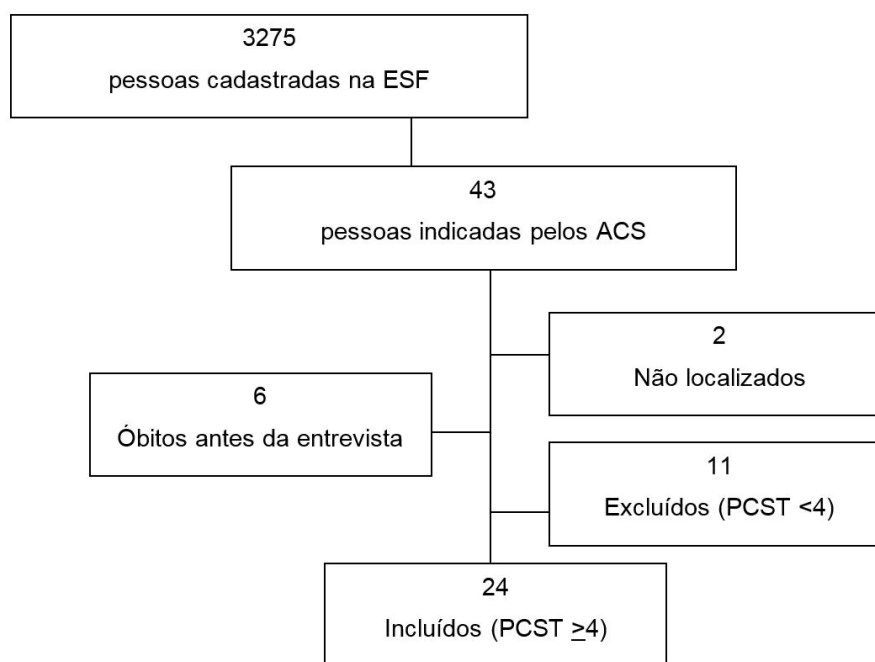 3275
pessoas cadastradas na ESF
43
pessoas indicadas pelos ACS
2
Não localizados
6
Óbitos antes da entrevista
11
Excluídos (PCST <4)
24
Incluídos (PCST ≥4)